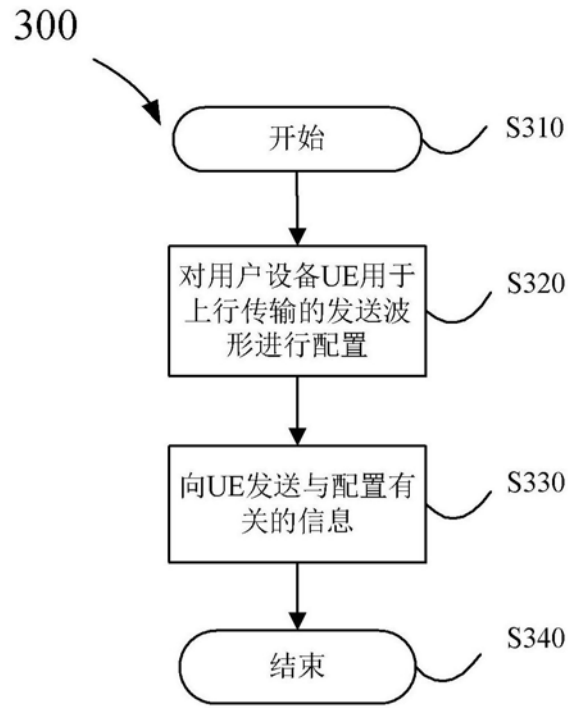 300
开始
S310
对用户设备UE用于
上行传输的发送波
形进行配置
S320
向UE发送与配置有
关的信息
S330
结束
S340